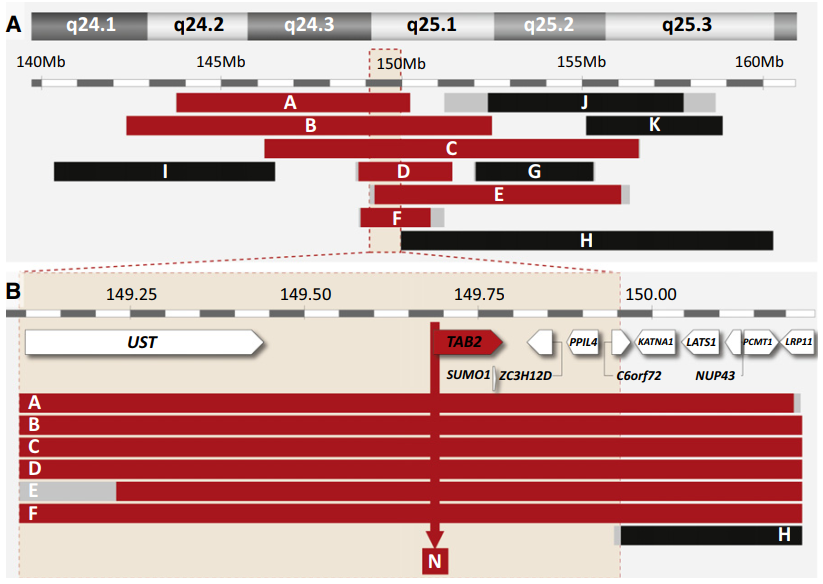 A
q24.1 q24.2 q24.3 q25.1 q25.2 q25.3
140Mb 145Mb 150Mb 155Mb 160Mb
A J
B K
C
I D G
E
F
H
B
149.25 149.50 149.75 150.00
UST TAB2 PPIL4 KATNA1 LATS1 PCMT1 LRP11
SUMO1 ZC3H12D C6orf72 NUP43
A
B
C
D
E
F
H
N